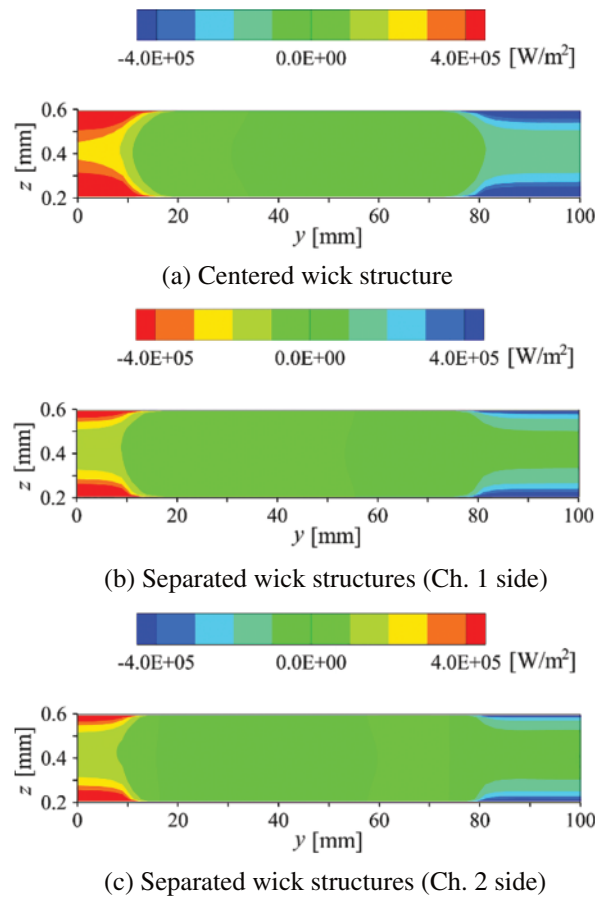 -4.0E+05 0.0E+00 4.0E+05 [W/m²]
z [mm]
0.6
0.4
0.2
0 20 40 60 80 100
y [mm]
(a) Centered wick structure
-4.0E+05 0.0E+00 4.0E+05 [W/m²]
z [mm]
0.6
0.4
0.2
0 20 40 60 80 100
y [mm]
(b) Separated wick structures (Ch. 1 side)
-4.0E+05 0.0E+00 4.0E+05 [W/m²]
z [mm]
0.6
0.4
0.2
0 20 40 60 80 100
y [mm]
(c) Separated wick structures (Ch. 2 side)